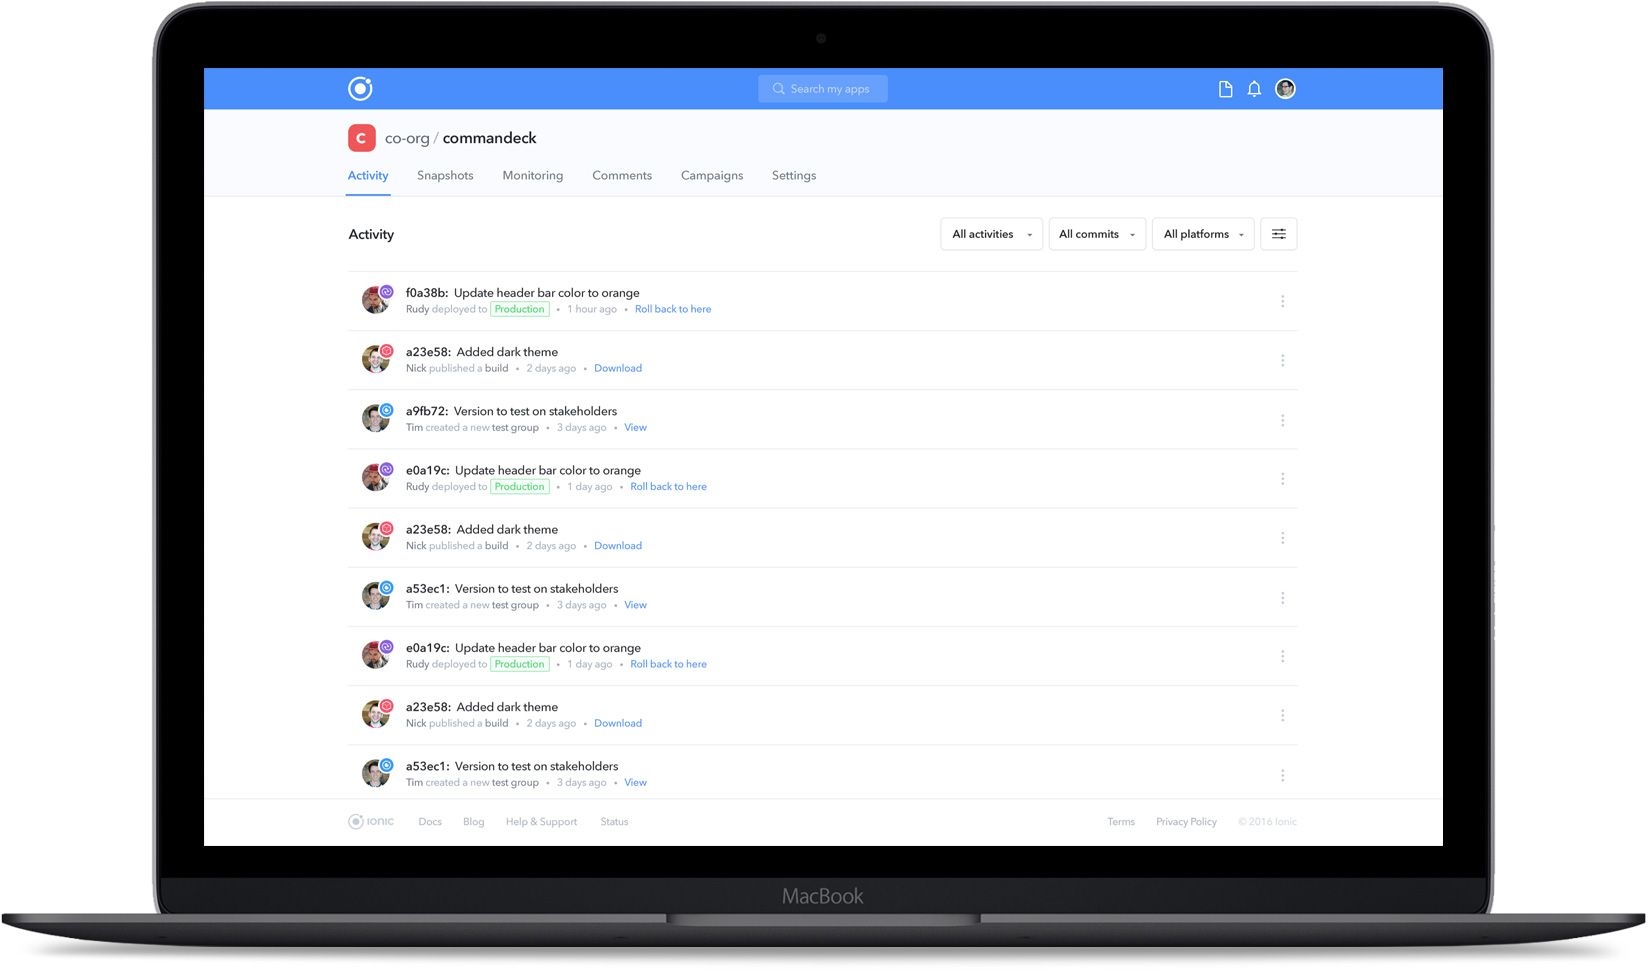 Search my apps
C co-org / commandeck
Activity Snapshots Monitoring Comments Campaigns Settings
Activity All activities All commits All platforms
f0a38b: Update header bar color to orange
Rudy deployed to Production • 1 hour ago • Roll back to here
a23e58: Added dark theme
Nick published a build • 2 days ago • Download
a9fb72: Version to test on stakeholders
Tim created a new test group • 3 days ago • View
e0a19c: Update header bar color to orange
Rudy deployed to Production • 1 day ago • Roll back to here
a23e58: Added dark theme
Nick published a build • 2 days ago • Download
a53ec1: Version to test on stakeholders
Tim created a new test group • 3 days ago • View
e0a19c: Update header bar color to orange
Rudy deployed to Production • 1 day ago • Roll back to here
a23e58: Added dark theme
Nick published a build • 2 days ago • Download
a53ec1: Version to test on stakeholders
Tim created a new test group • 3 days ago • View
IONIC Docs Blog Help & Support Status Terms Privacy Policy © 2016 Ionic
MacBook